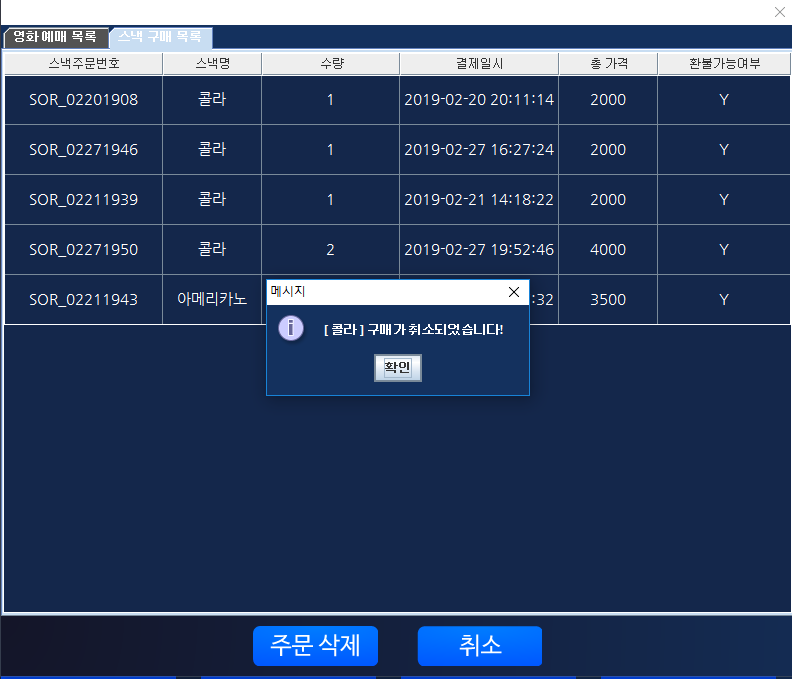 영화 예매 목록 스낵 구매 목록
스낵주문번호 스낵명 수량 결제일시 총 가격 환불가능여부
SOR_02201908 콜라 1 2019-02-20 20:11:14 2000 Y
SOR_02271946 콜라 1 2019-02-27 16:27:24 2000 Y
SOR_02211939 콜라 1 2019-02-21 14:18:22 2000 Y
SOR_02271950 콜라 2 2019-02-27 19:52:46 4000 Y
SOR_02211943 아메리카노 :32 3500 Y
메시지
[ 콜라 ] 구매가 취소되었습니다!
확인
주문 삭제 취소